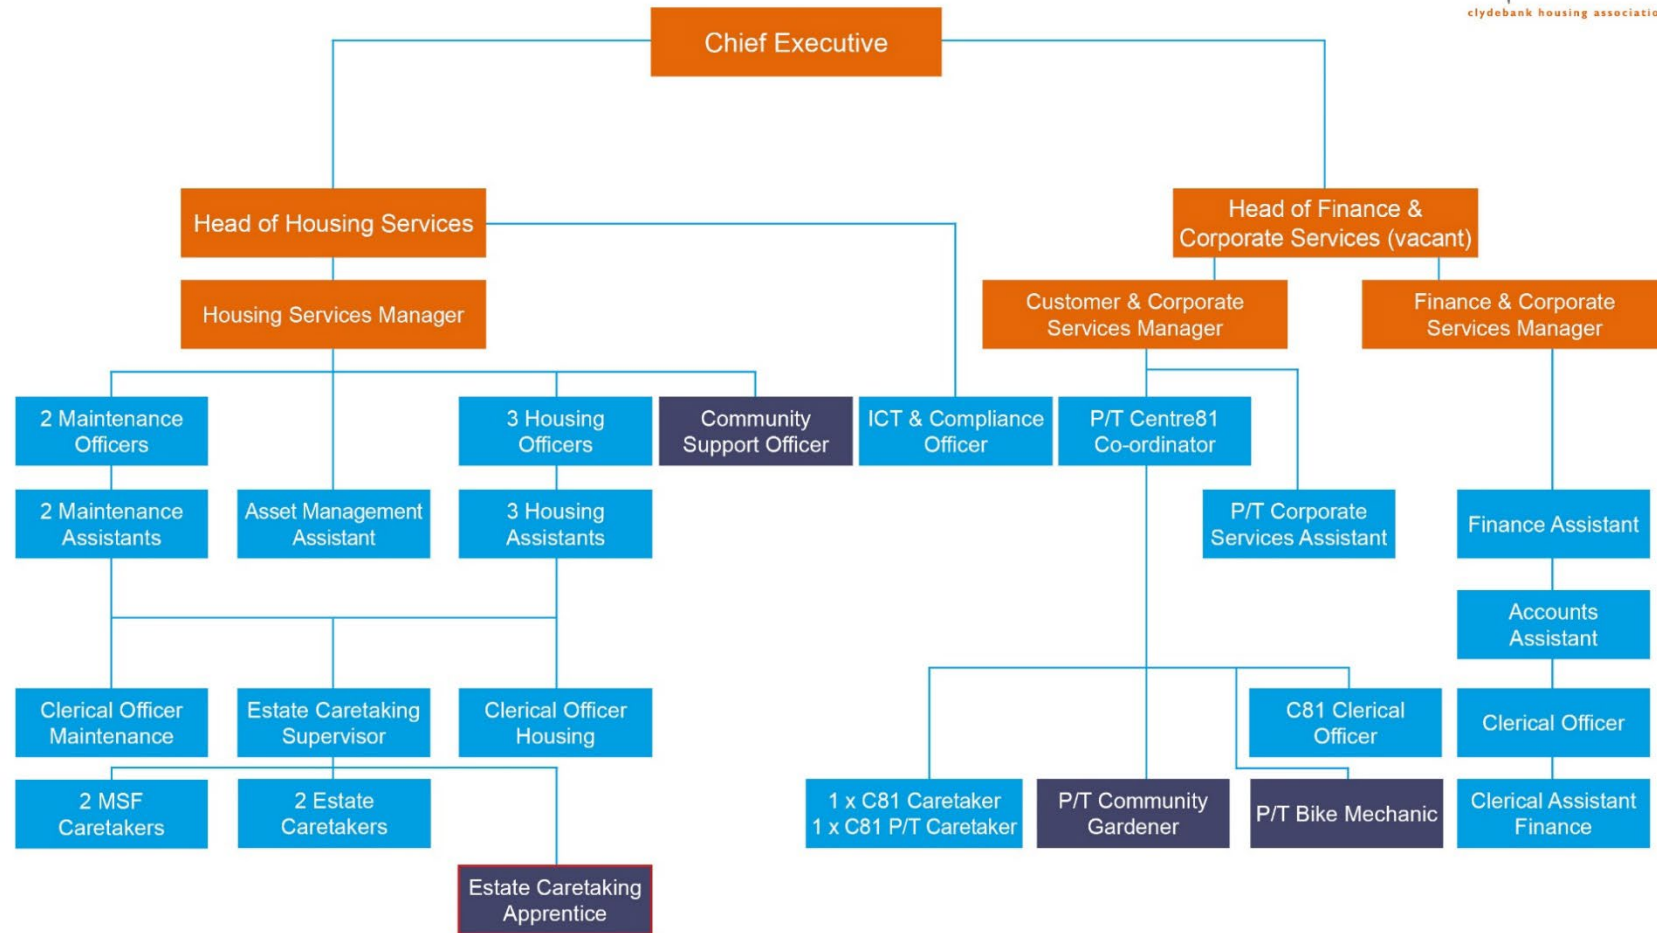 clydebank housing associatio
Chief Executive
Head of Housing Services
Head of Finance &
Corporate Services (vacant)
Housing Services Manager
Customer & Corporate
Services Manager
Finance & Corporate
Services Manager
2 Maintenance
Officers
3 Housing
Officers
Community
Support Officer
ICT & Compliance
Officer
P/T Centre81
Co-ordinator
2 Maintenance
Assistants
Asset Management
Assistant
3 Housing
Assistants
P/T Corporate
Services Assistant
Finance Assistant
Accounts
Assistant
Clerical Officer
Maintenance
Estate Caretaking
Supervisor
Clerical Officer
Housing
C81 Clerical
Officer
Clerical Officer
2 MSF
Caretakers
2 Estate
Caretakers
1 x C81 Caretaker
1 x C81 P/T Caretaker
P/T Community
Gardener
P/T Bike Mechanic
Clerical Assistant
Finance
Estate Caretaking
Apprentice